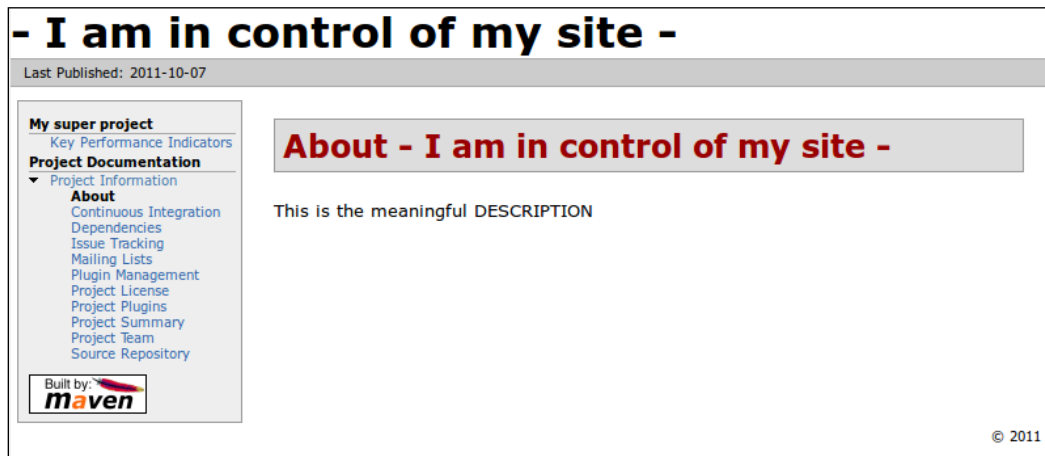 - I am in control of my site -
Last Published: 2011-10-07
My super project
Key Performance Indicators
Project Documentation
Project Information
About
Continuous Integration
Dependencies
Issue Tracking
Mailing Lists
Plugin Management
Project License
Project Plugins
Project Summary
Project Team
Source Repository
Built by:
maven
About - I am in control of my site -
This is the meaningful DESCRIPTION
© 2011